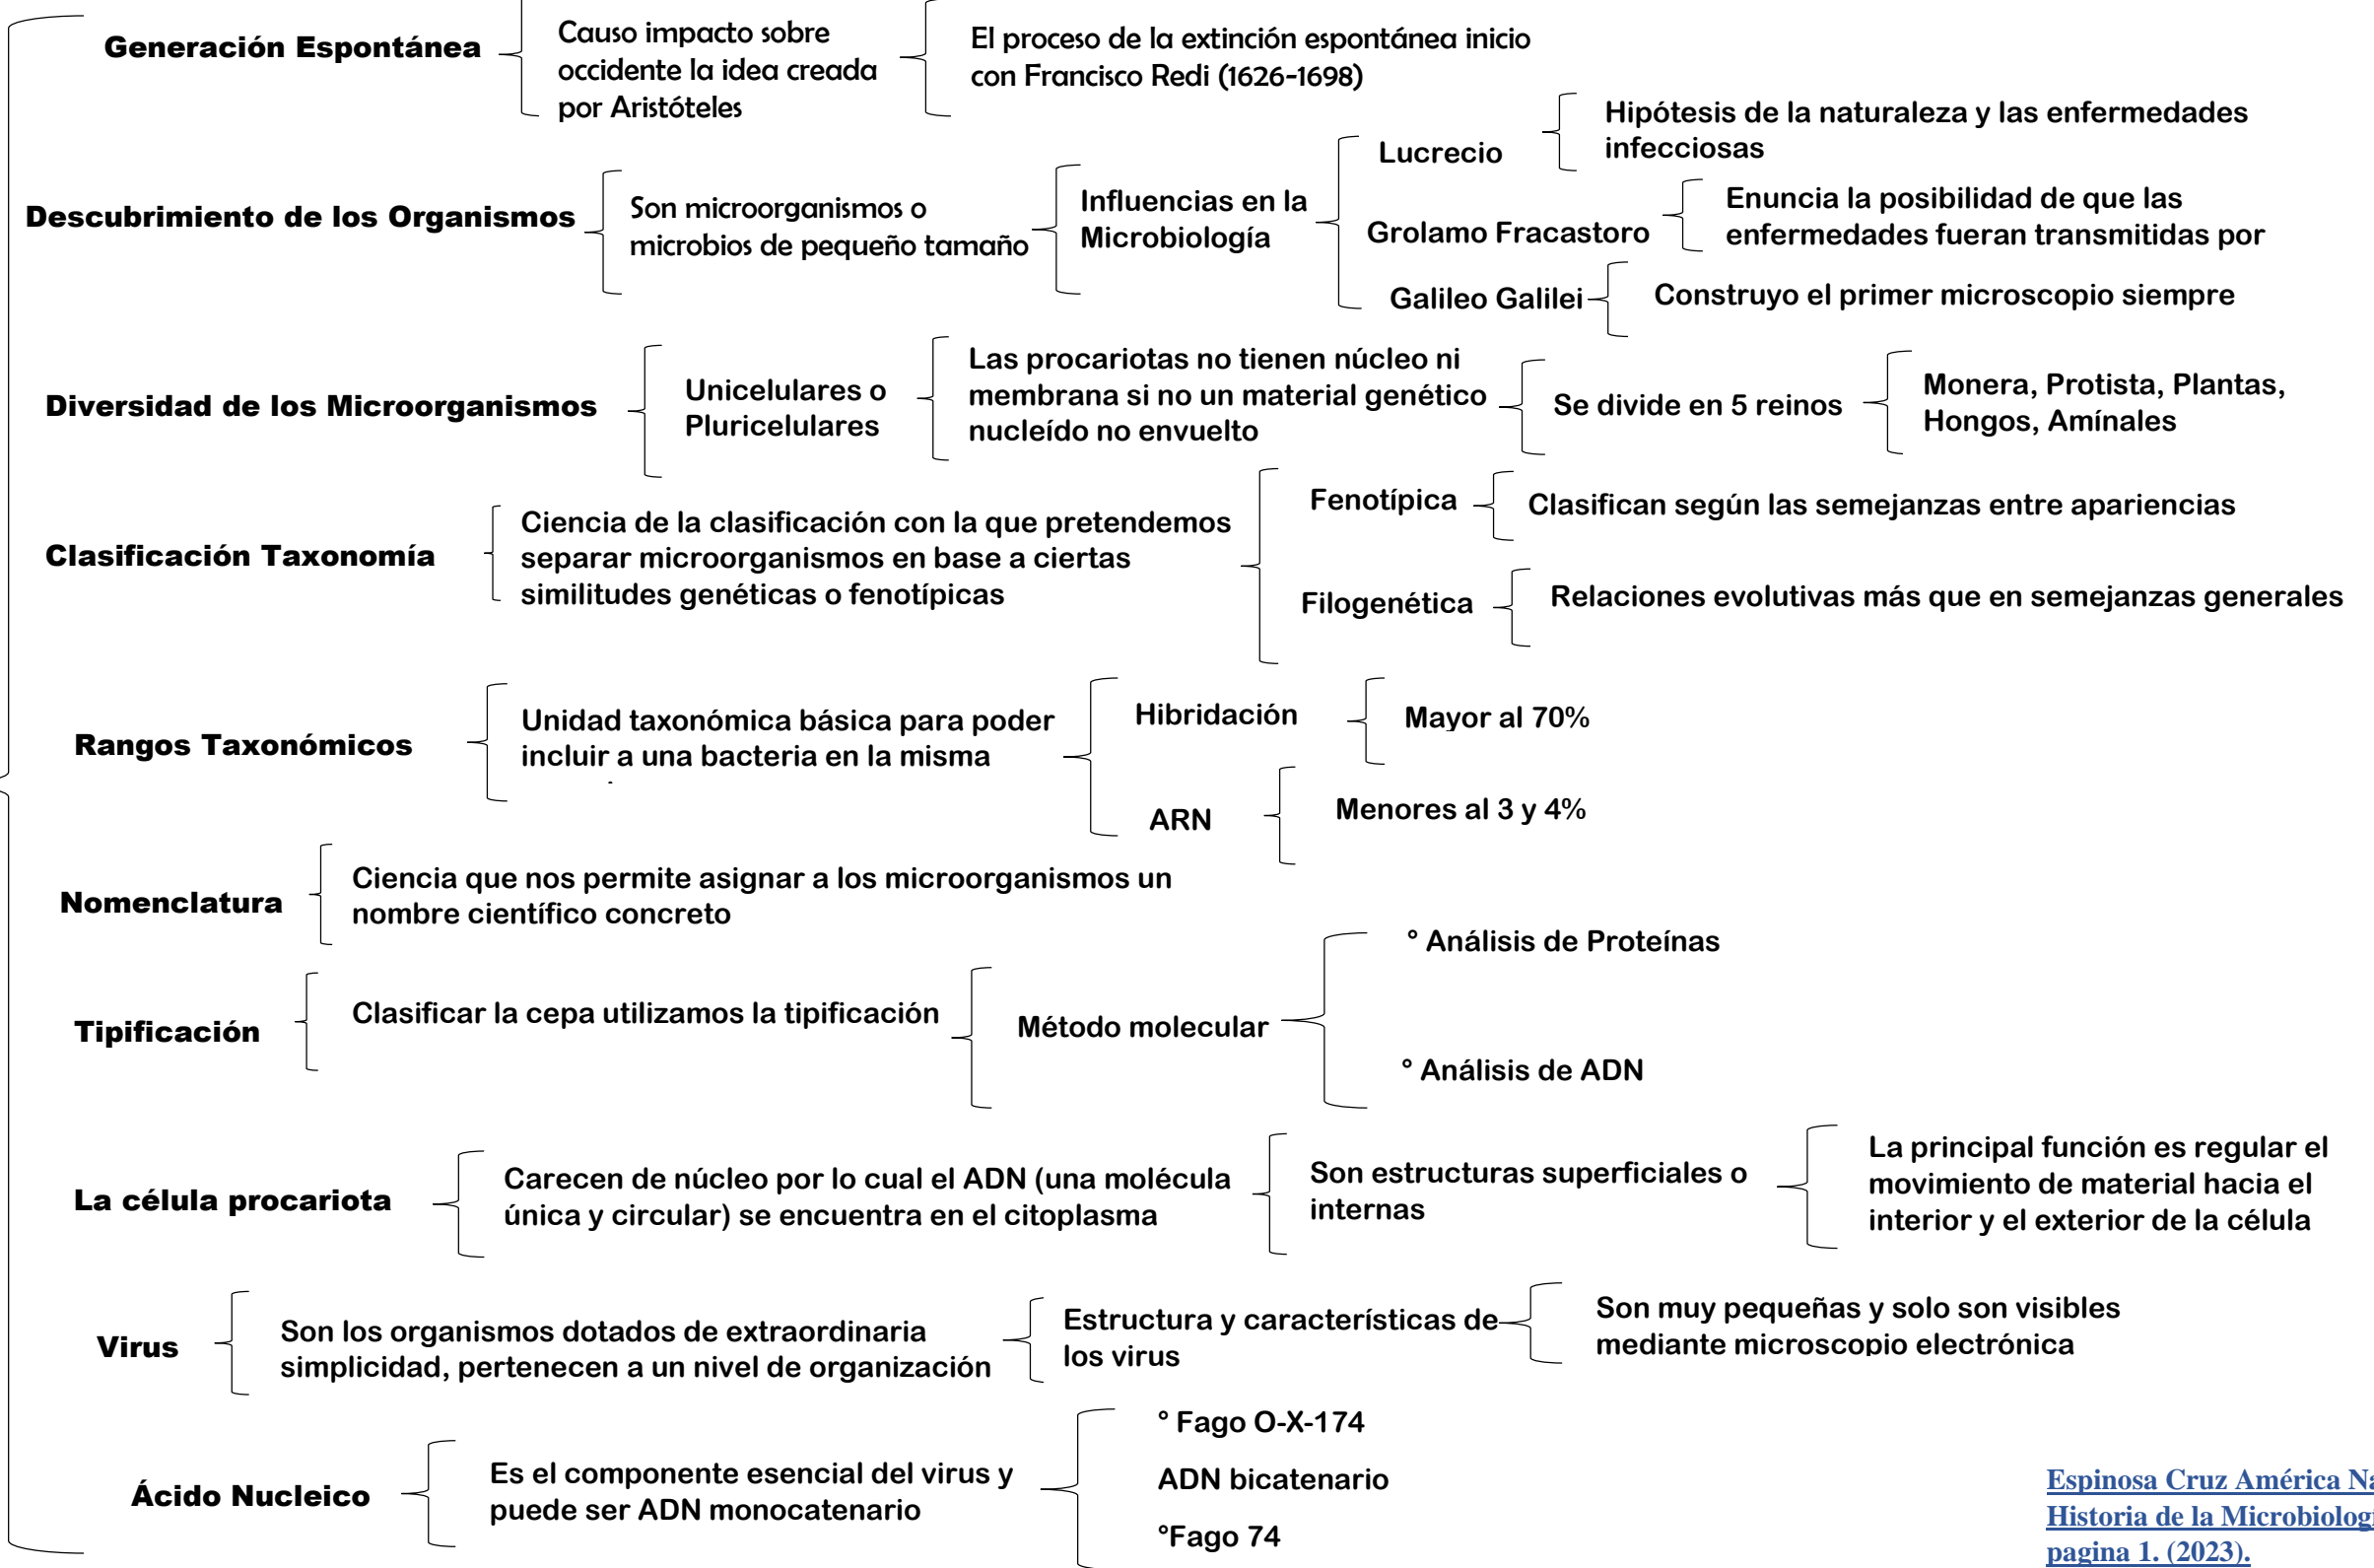 Generación Espontánea
Causo impacto sobre
occidente la idea creada
por Aristóteles
El proceso de la extinción espontánea inicio
con Francisco Redi (1626-1698)
Descubrimiento de los Organismos
Son microorganismos o
microbios de pequeño tamaño
Influencias en la
Microbiología
Lucrecio
Hipótesis de la naturaleza y las enfermedades
infecciosas
Grolamo Fracastoro
Enuncia la posibilidad de que las
enfermedades fueran transmitidas por
Galileo Galilei
Construyo el primer microscopio siempre
Diversidad de los Microorganismos
Unicelulares o
Pluricelulares
Las procariotas no tienen núcleo ni
membrana si no un material genético
nucleído no envuelto
Se divide en 5 reinos
Monera, Protista, Plantas,
Hongos, Amínales
Clasificación Taxonomía
Ciencia de la clasificación con la que pretendemos
separar microorganismos en base a ciertas
similitudes genéticas o fenotípicas
Fenotípica
Clasifican según las semejanzas entre apariencias
Filogenética
Relaciones evolutivas más que en semejanzas generales
Rangos Taxonómicos
Unidad taxonómica básica para poder
incluir a una bacteria en la misma
Hibridación
Mayor al 70%
ARN
Menores al 3 y 4%
Nomenclatura
Ciencia que nos permite asignar a los microorganismos un
nombre científico concreto
Tipificación
Clasificar la cepa utilizamos la tipificación
Método molecular
° Análisis de Proteínas
° Análisis de ADN
La célula procariota
Carecen de núcleo por lo cual el ADN (una molécula
única y circular) se encuentra en el citoplasma
Son estructuras superficiales o
internas
La principal función es regular el
movimiento de material hacia el
interior y el exterior de la célula
Virus
Son los organismos dotados de extraordinaria
simplicidad, pertenecen a un nivel de organización
Estructura y características de
los virus
Son muy pequeñas y solo son visibles
mediante microscopio electrónica
Ácido Nucleico
Es el componente esencial del virus y
puede ser ADN monocatenario
° Fago O-X-174
ADN bicatenario
°Fago 74
Espinosa Cruz América
Historia de la
pagina 1. (2023).